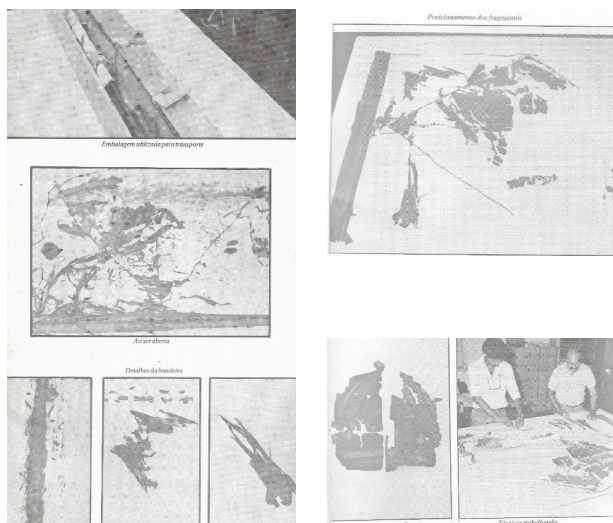 Embalagem utilizada para transporte
Ao ser aberta
Detalhes da bandeira
Posicionamento dos fragmentos
Técnicos trabalhando